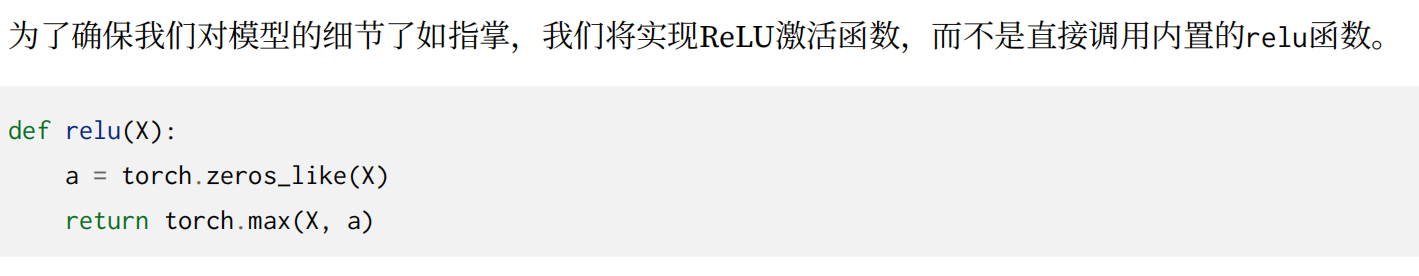 为了确保我们对模型的细节了如指掌，我们将实现ReLU激活函数，而不是直接调用内置的relu函数。
def relu(X):
    a = torch.zeros_like(X)
    return torch.max(X, a)